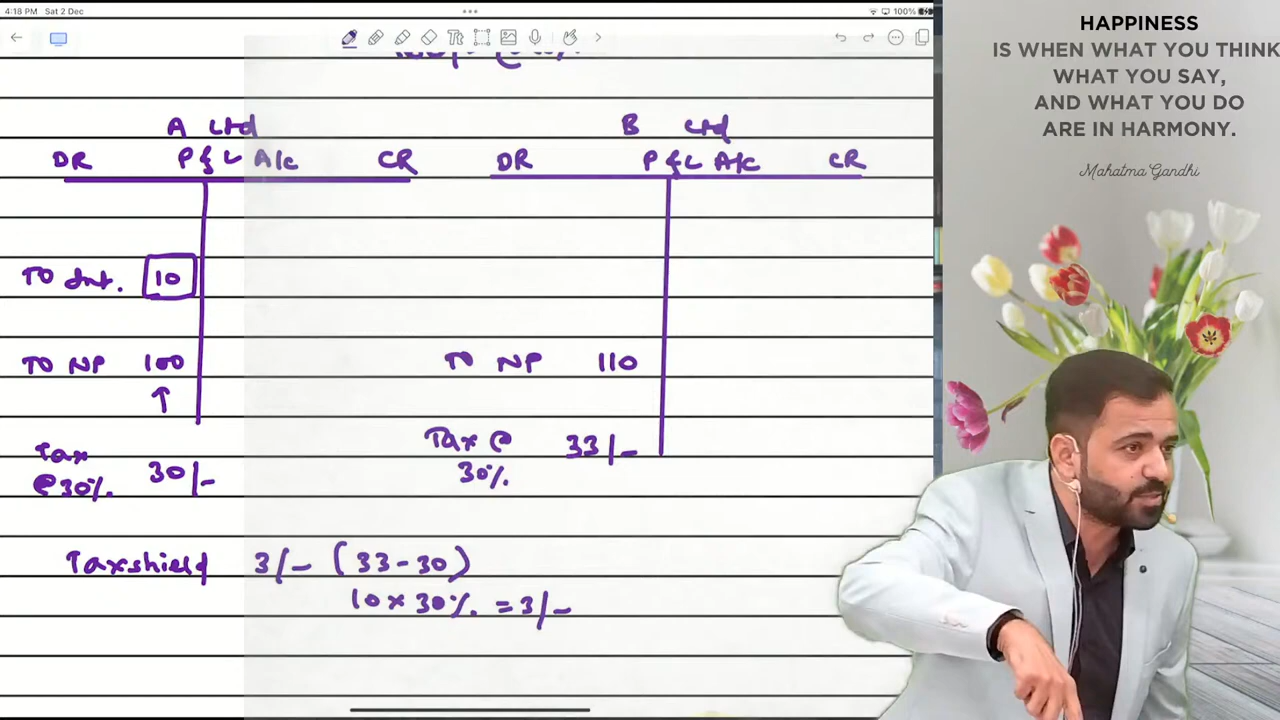 4:18 PM Sat 2 Dec
100%
A Ltd
DR P & L A/c CR
TO Int. 10
TO NP 100
Tax @30%. 30/-
B Ltd
DR P & L A/c CR
TO NP 110
Tax @ 30%. 33/-
Tax shield 3/- (33-30)
10 x 30%. = 3/-
HAPPINESS
IS WHEN WHAT YOU THINK
WHAT YOU SAY,
AND WHAT YOU DO
ARE IN HARMONY.
Mahatma Gandhi